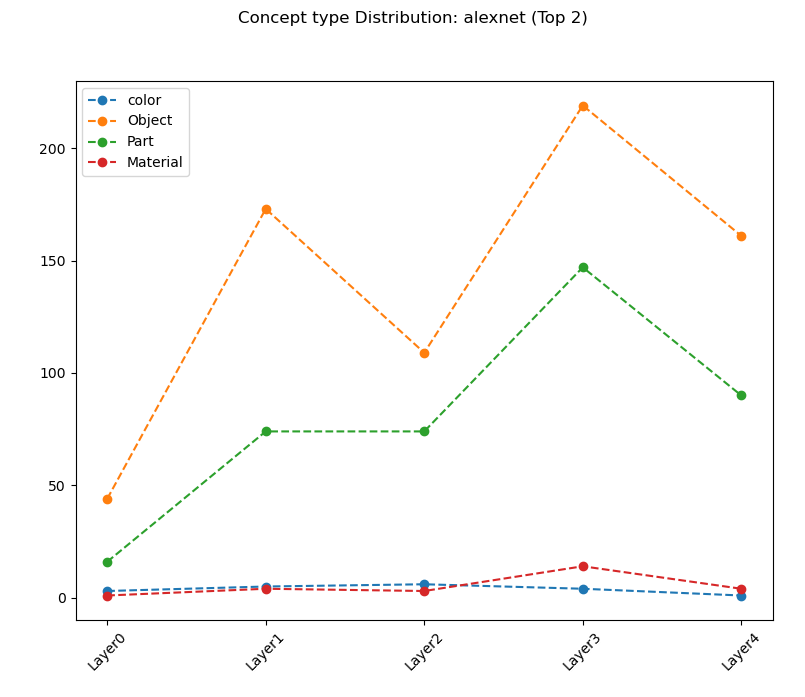 Concept type Distribution: alexnet (Top 2)
color
Object
Part
Material
200
150
100
50
0
Layer0
Layer1
Layer2
Layer3
Layer4